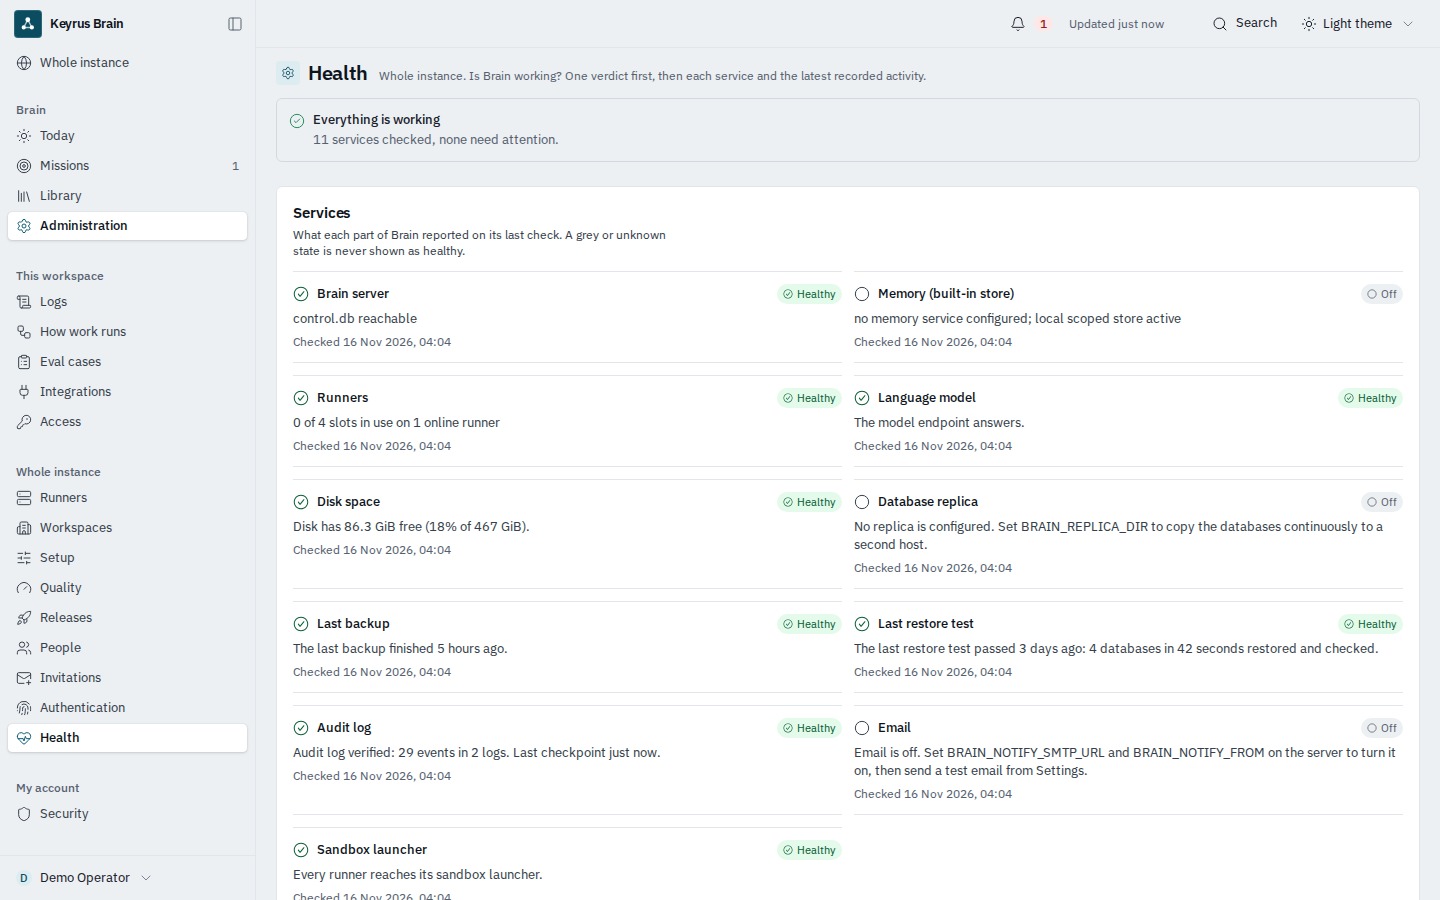 Keyrus Brain
1
Updated just now
Search
Light theme
Whole instance
Brain
Today
Missions 1
Library
Administration
This workspace
Logs
How work runs
Eval cases
Integrations
Access
Whole instance
Runners
Workspaces
Setup
Quality
Releases
People
Invitations
Authentication
Health
My account
Security
D Demo Operator
Health Whole instance. Is Brain working? One verdict first, then each service and the latest recorded activity.
Everything is working
11 services checked, none need attention.
Services
What each part of Brain reported on its last check. A grey or unknown
state is never shown as healthy.
Brain server Healthy
control.db reachable
Checked 16 Nov 2026, 04:04
Memory (built-in store) Off
no memory service configured; local scoped store active
Checked 16 Nov 2026, 04:04
Runners Healthy
0 of 4 slots in use on 1 online runner
Checked 16 Nov 2026, 04:04
Language model Healthy
The model endpoint answers.
Checked 16 Nov 2026, 04:04
Disk space Healthy
Disk has 86.3 GiB free (18% of 467 GiB).
Checked 16 Nov 2026, 04:04
Database replica Off
No replica is configured. Set BRAIN_REPLICA_DIR to copy the databases continuously to a
second host.
Checked 16 Nov 2026, 04:04
Last backup Healthy
The last backup finished 5 hours ago.
Checked 16 Nov 2026, 04:04
Last restore test Healthy
The last restore test passed 3 days ago: 4 databases in 42 seconds restored and checked.
Checked 16 Nov 2026, 04:04
Audit log Healthy
Audit log verified: 29 events in 2 logs. Last checkpoint just now.
Checked 16 Nov 2026, 04:04
Email Off
Email is off. Set BRAIN_NOTIFY_SMTP_URL and BRAIN_NOTIFY_FROM on the server to turn it
on, then send a test email from Settings.
Checked 16 Nov 2026, 04:04
Sandbox launcher Healthy
Every runner reaches its sandbox launcher.
Checked 16 Nov 2026, 04:04